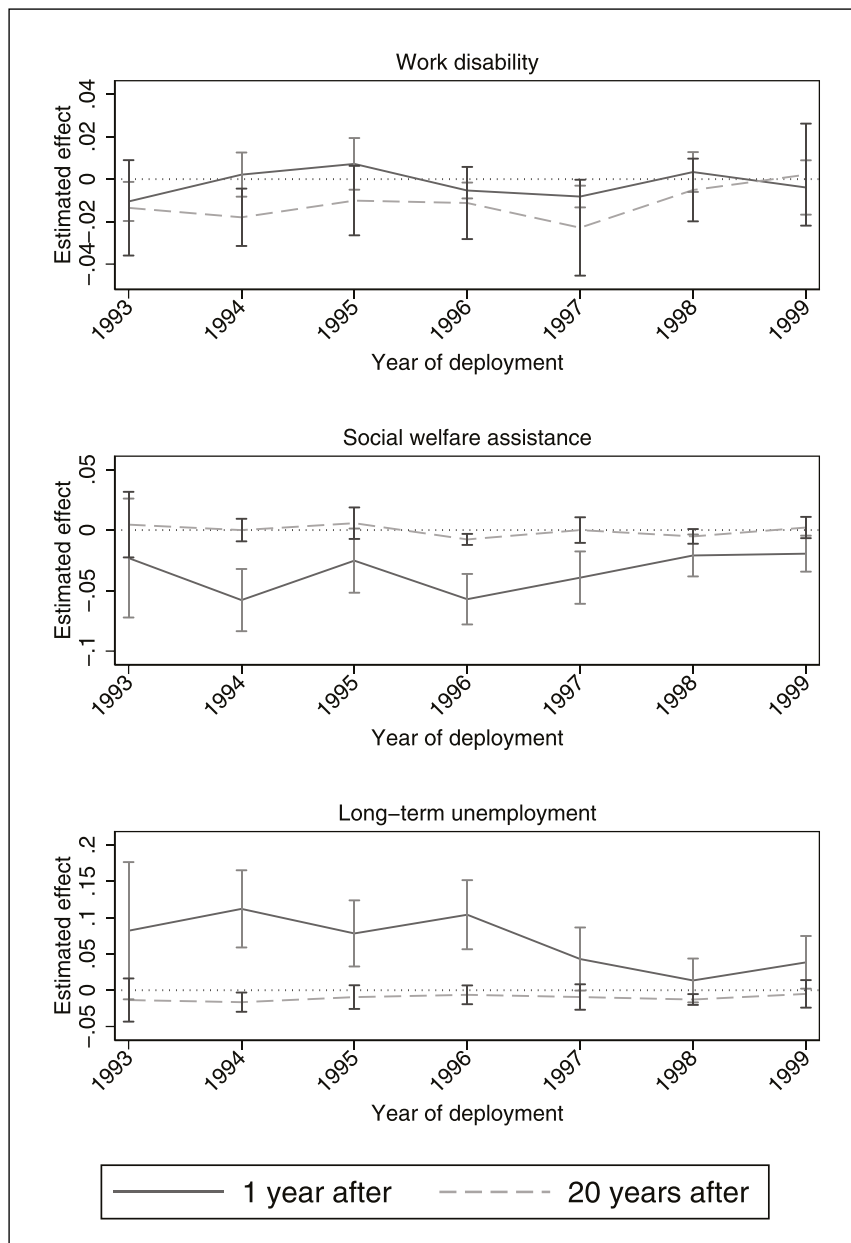 Work disability
Estimated effect
.04
.02
0
-.02
-.04
1993 1994 1995 1996 1997 1998 1999
Year of deployment
Social welfare assistance
Estimated effect
.05
0
-.05
-.1
1993 1994 1995 1996 1997 1998 1999
Year of deployment
Long-term unemployment
Estimated effect
.2
.15
.1
.05
0
-.05
1993 1994 1995 1996 1997 1998 1999
Year of deployment
1 year after 20 years after